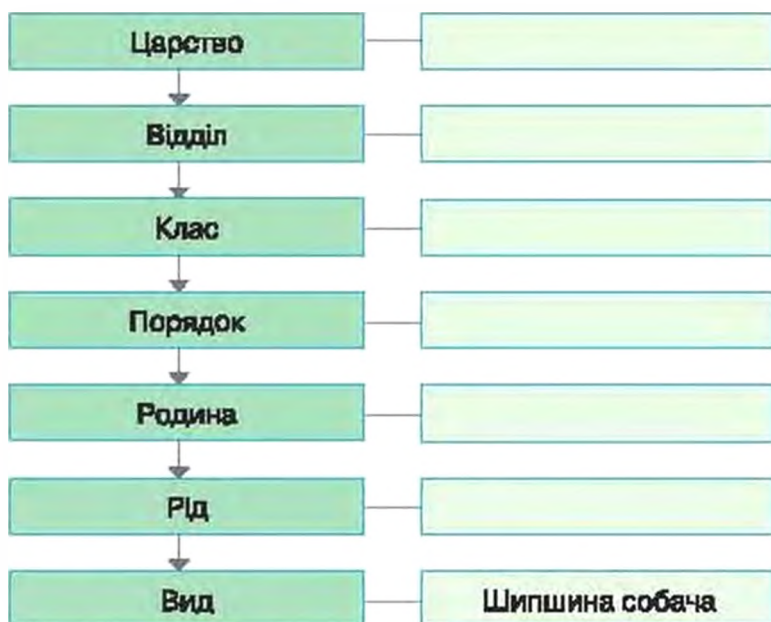 Царство
Відділ
Клас
Порядок
Родина
Рід
Вид
Шипшина собача